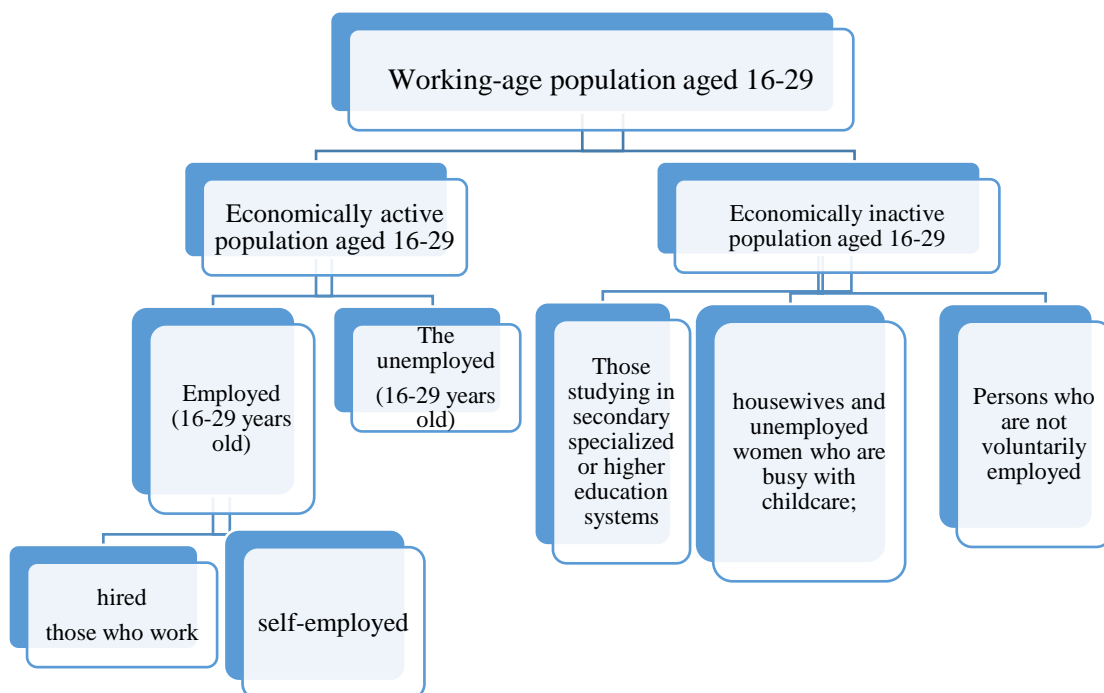 Working-age population aged 16-29
Economically active
population aged 16-29
Economically inactive
population aged 16-29
Employed
(16-29 years
old)
The
unemployed
(16-29 years
old)
Those
studying in
secondary
specialized
or higher
education
systems
housewives and
unemployed
women who are
busy with
childcare;
Persons who
are not
voluntarily
employed
hired
those who work
self-employed